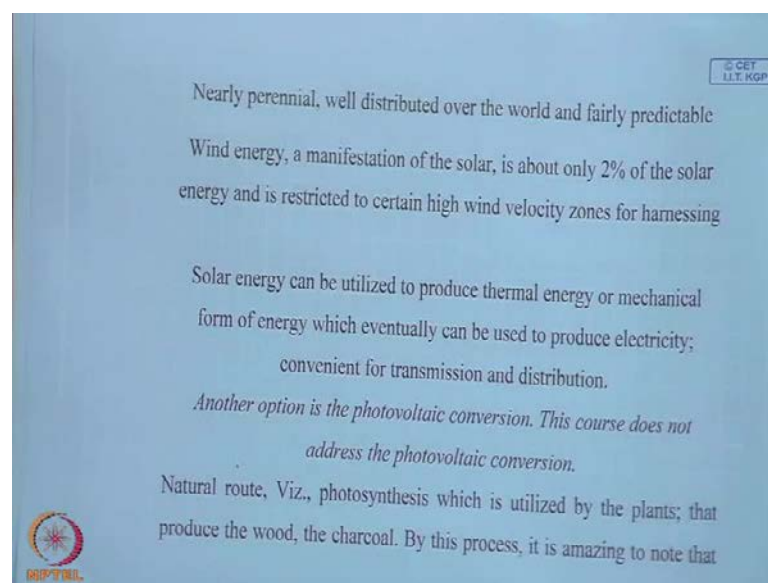 © CET
I.I.T. KGP
Nearly perennial, well distributed over the world and fairly predictable
Wind energy, a manifestation of the solar, is about only 2% of the solar
energy and is restricted to certain high wind velocity zones for harnessing
Solar energy can be utilized to produce thermal energy or mechanical
form of energy which eventually can be used to produce electricity;
convenient for transmission and distribution.
Another option is the photovoltaic conversion. This course does not
address the photovoltaic conversion.
Natural route, Viz., photosynthesis which is utilized by the plants; that
produce the wood, the charcoal. By this process, it is amazing to note that
NPTEL